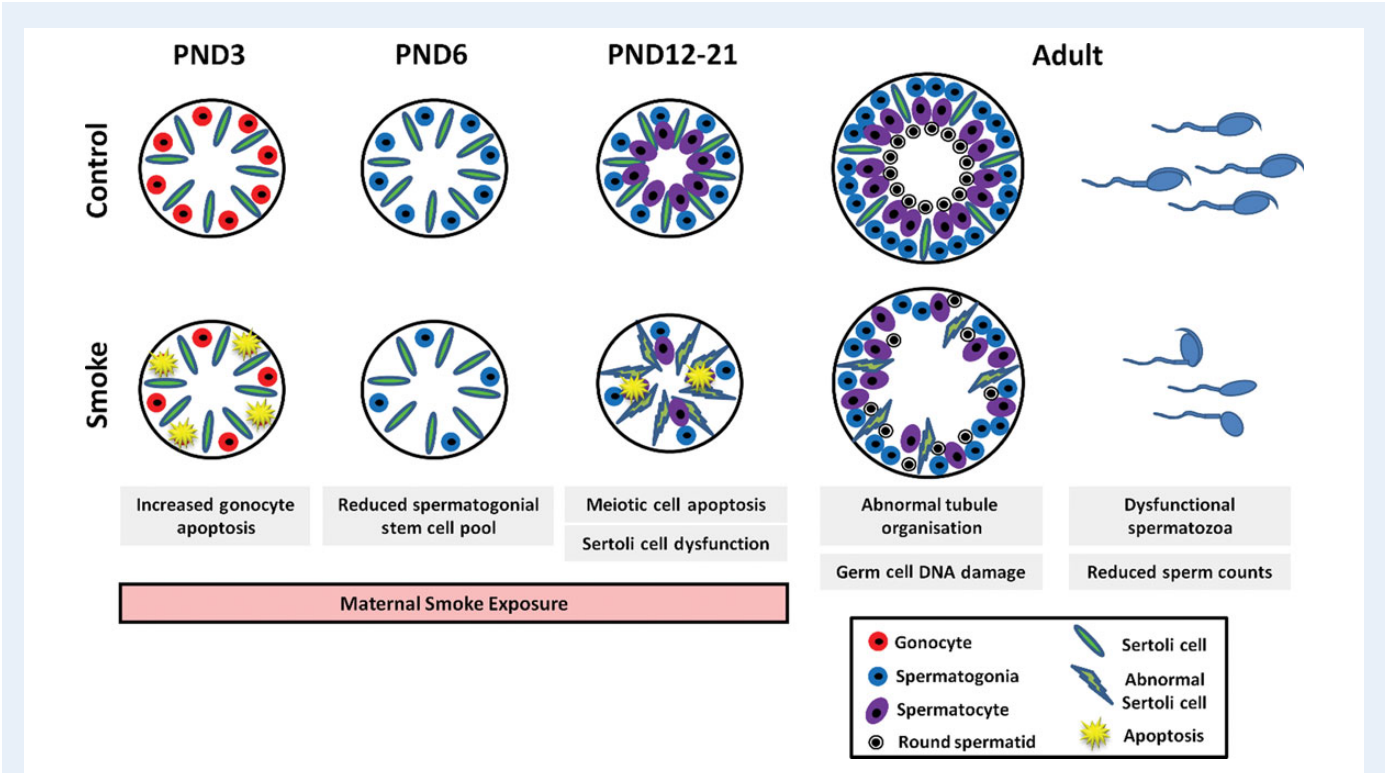 PND3
PND6
PND12-21
Adult
Control
Smoke
Increased gonocyte
apoptosis
Reduced spermatogonial
stem cell pool
Meiotic cell apoptosis
Sertoli cell dysfunction
Abnormal tubule
organisation
Germ cell DNA damage
Dysfunctional
spermatozoa
Reduced sperm counts
Maternal Smoke Exposure
Gonocyte
Spermatogonia
Spermatocyte
Round spermatid
Sertoli cell
Abnormal
Sertoli cell
Apoptosis